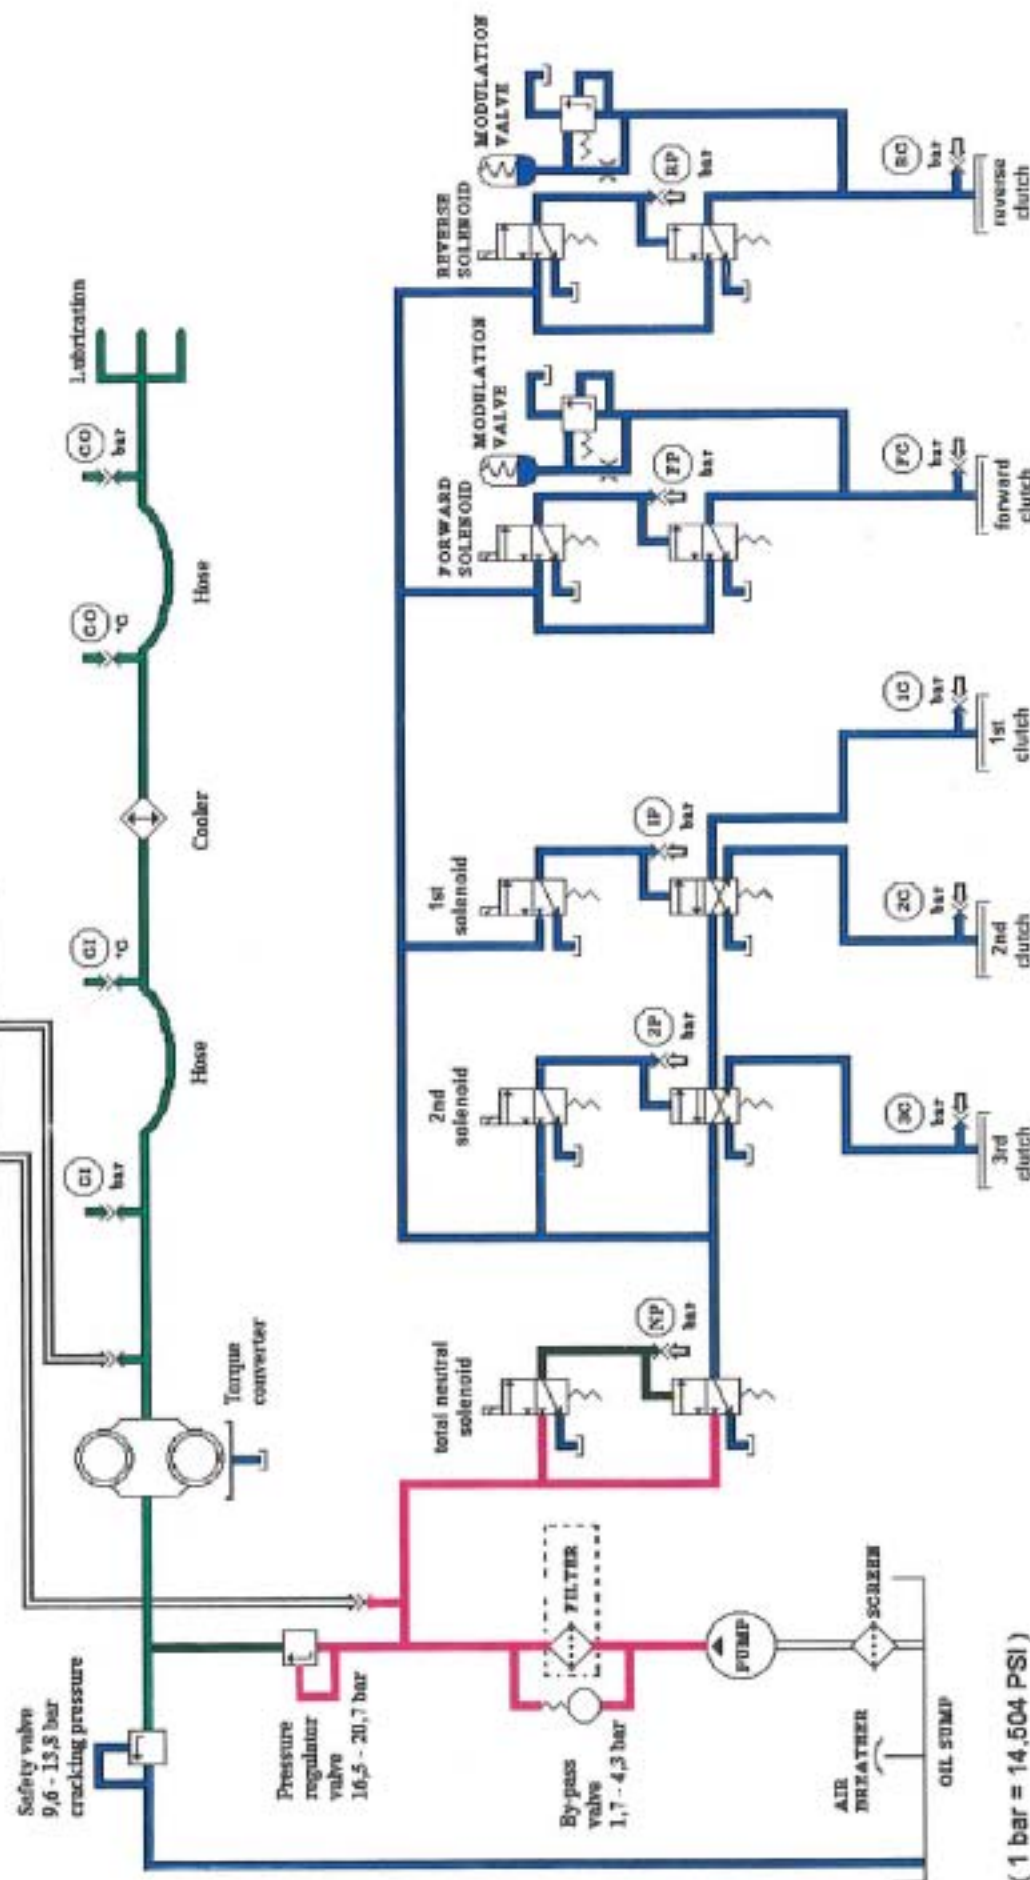 Safety valve
9,6 - 13,8 bar
cracking pressure
Pressure
regulator
valve
16,5 - 20,7 bar
By-pass
valve
1,7 - 4,3 bar
FILTER
PUMP
SCREEN
AIR
BREATHER
OIL SUMP
( 1 bar = 14,504 PSI )
Torque
converter
GI
bar
Hose
GI
°C
Cooler
CO
°C
Hose
CO
bar
Lubrication
total neutral
solenoid
NP
bar
2nd
solenoid
2P
bar
1st
solenoid
1P
bar
FORWARD
SOLENOID
MODULATION
VALVE
FP
bar
REVERSE
SOLENOID
MODULATION
VALVE
RP
bar
3C
bar
3rd
clutch
2C
bar
2nd
clutch
1C
bar
1st
clutch
FC
bar
forward
clutch
RC
bar
reverse
clutch